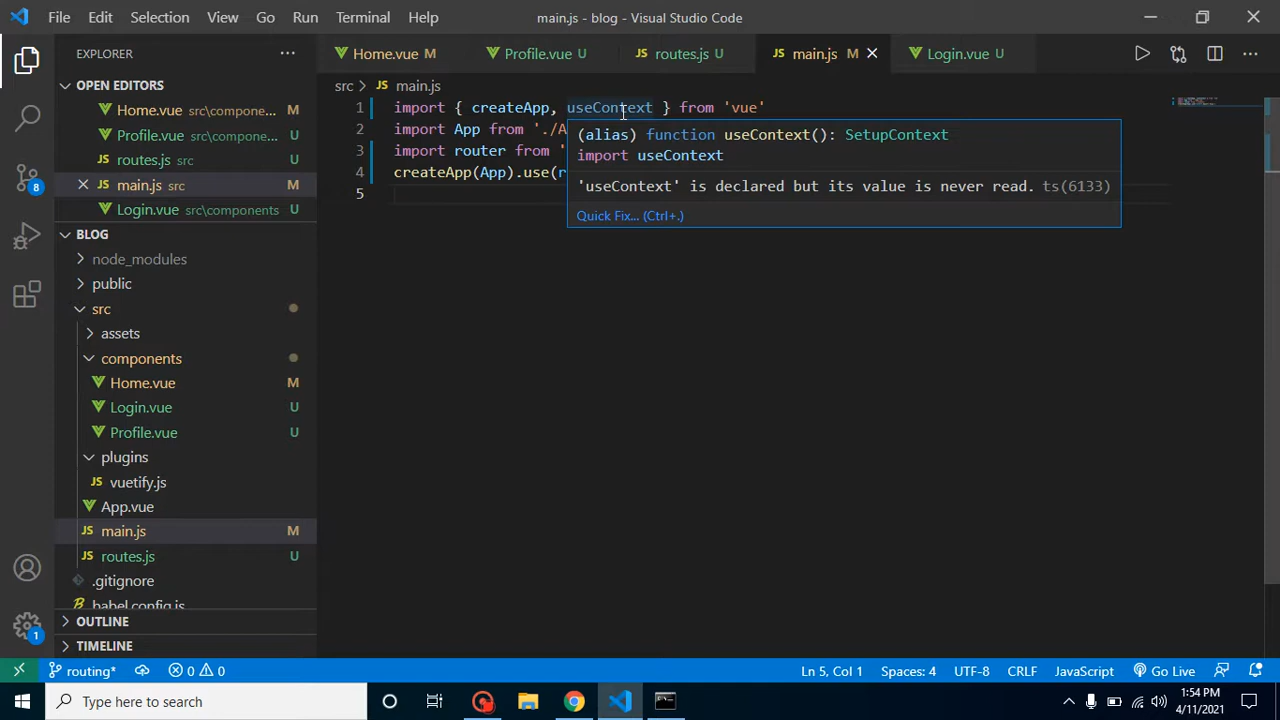 File Edit Selection View Go Run Terminal Help main.js - blog - Visual Studio Code
EXPLORER
Home.vue M Profile.vue U routes.js U main.js M Login.vue U
OPEN EDITORS
Home.vue M
Profile.vue src\compone... U
routes.js src U
main.js src M
Login.vue src\components U
BLOG
node_modules
public
src
assets
components
Home.vue M
Login.vue U
Profile.vue U
plugins
vuetify.js
App.vue
main.js M
routes.js U
.gitignore
babel.config.js
OUTLINE
TIMELINE
src > JS main.js
1 import { createApp, useContext } from 'vue'
2 import App from './A
3 import router from '
4 createApp(App).use(r
5
(alias) function useContext(): SetupContext
import useContext
'useContext' is declared but its value is never read. ts(6133)
Quick Fix... (Ctrl+.)
8
1
routing* 0 0 Ln 5, Col 1 Spaces: 4 UTF-8 CRLF JavaScript Go Live
Type here to search
1:54 PM
4/11/2021